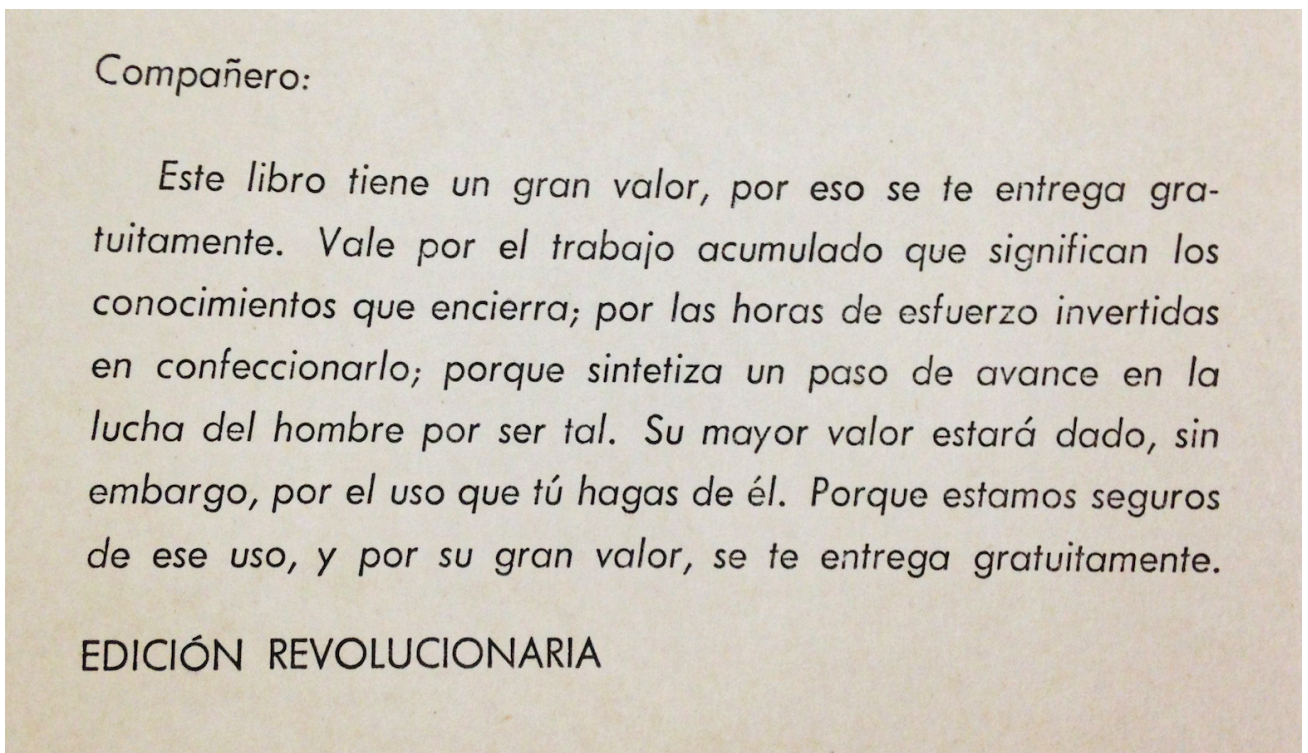 Compañero:
Este libro tiene un gran valor, por eso se te entrega gra-
tuitamente. Vale por el trabajo acumulado que significan los
conocimientos que encierra; por las horas de esfuerzo invertidas
en confeccionarlo; porque sintetiza un paso de avance en la
lucha del hombre por ser tal. Su mayor valor estará dado, sin
embargo, por el uso que tú hagas de él. Porque estamos seguros
de ese uso, y por su gran valor, se te entrega gratuitamente.
EDICIÓN REVOLUCIONARIA